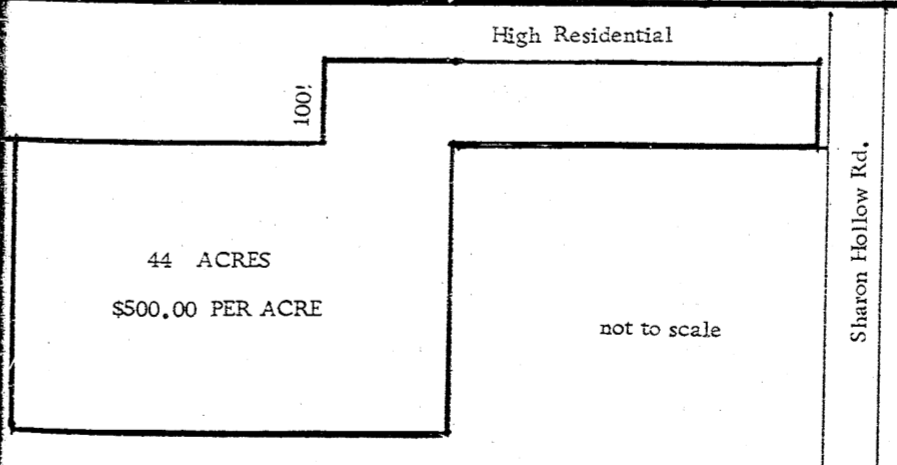 High Residential
100!
44 ACRES
$500.00 PER ACRE
not to scale
Sharon Hollow Rd.